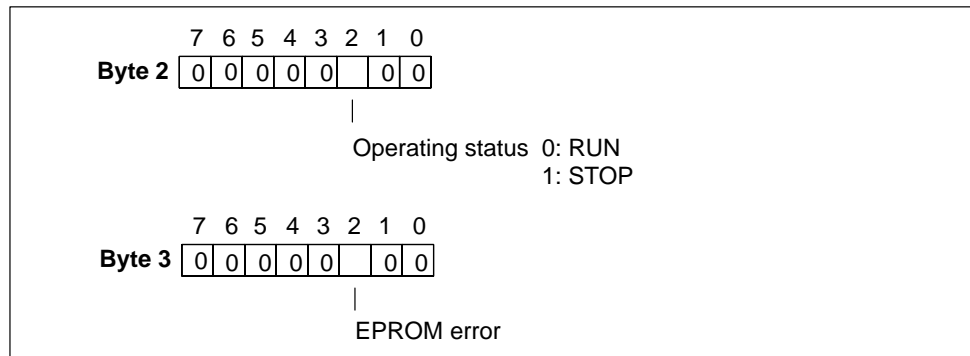 7 6 5 4 3 2 1 0
Byte 2 0 0 0 0 0 0 0
Operating status 0: RUN
1: STOP
7 6 5 4 3 2 1 0
Byte 3 0 0 0 0 0 0 0
EPROM error